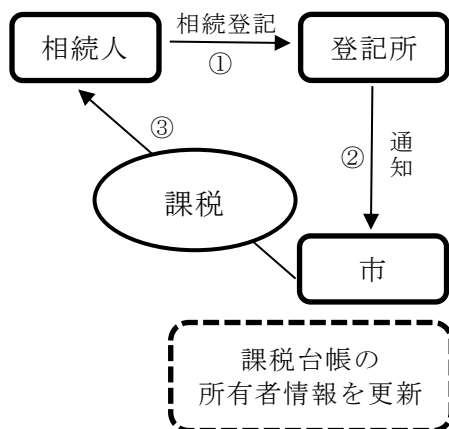 相続人
相続登記
①
登記所
②
通知
③
課税
市
課税台帳の
所有者情報を更新